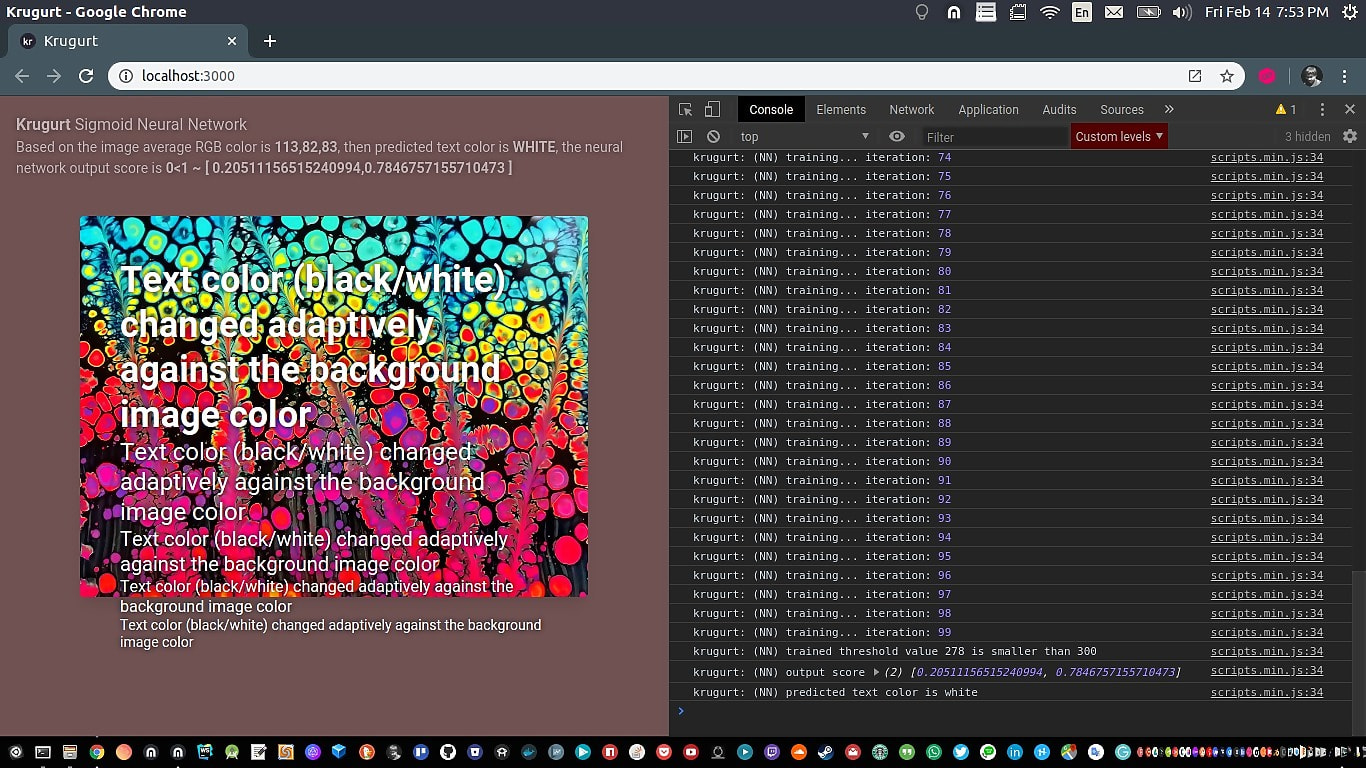 Krugurt - Google Chrome
En
Fri Feb 14 7:53 PM
kr Krugurt
localhost:3000
Krugurt Sigmoid Neural Network
Based on the image average RGB color is 113,82,83, then predicted text color is WHITE, the neural
network output score is 0<1 ~ [ 0.20511156515240994,0.7846757155710473 ]
Text color (black/white)
changed adaptively
against the background
image color
Text color (black/white) changed
adaptively against the background
image color
Text color (black/white) changed adaptively
against the background image color
Text color (black/white) changed adaptively against the
background image color
Text color (black/white) changed adaptively against the background
image color
Console Elements Network Application Audits Sources » 1
top Filter Custom levels 3 hidden
krugurt: (NN) training... iteration: 74 scripts.min.js:34
krugurt: (NN) training... iteration: 75 scripts.min.js:34
krugurt: (NN) training... iteration: 76 scripts.min.js:34
krugurt: (NN) training... iteration: 77 scripts.min.js:34
krugurt: (NN) training... iteration: 78 scripts.min.js:34
krugurt: (NN) training... iteration: 79 scripts.min.js:34
krugurt: (NN) training... iteration: 80 scripts.min.js:34
krugurt: (NN) training... iteration: 81 scripts.min.js:34
krugurt: (NN) training... iteration: 82 scripts.min.js:34
krugurt: (NN) training... iteration: 83 scripts.min.js:34
krugurt: (NN) training... iteration: 84 scripts.min.js:34
krugurt: (NN) training... iteration: 85 scripts.min.js:34
krugurt: (NN) training... iteration: 86 scripts.min.js:34
krugurt: (NN) training... iteration: 87 scripts.min.js:34
krugurt: (NN) training... iteration: 88 scripts.min.js:34
krugurt: (NN) training... iteration: 89 scripts.min.js:34
krugurt: (NN) training... iteration: 90 scripts.min.js:34
krugurt: (NN) training... iteration: 91 scripts.min.js:34
krugurt: (NN) training... iteration: 92 scripts.min.js:34
krugurt: (NN) training... iteration: 93 scripts.min.js:34
krugurt: (NN) training... iteration: 94 scripts.min.js:34
krugurt: (NN) training... iteration: 95 scripts.min.js:34
krugurt: (NN) training... iteration: 96 scripts.min.js:34
krugurt: (NN) training... iteration: 97 scripts.min.js:34
krugurt: (NN) training... iteration: 98 scripts.min.js:34
krugurt: (NN) training... iteration: 99 scripts.min.js:34
krugurt: (NN) trained threshold value 278 is smaller than 300 scripts.min.js:34
krugurt: (NN) output score (2) [0.20511156515240994, 0.7846757155710473] scripts.min.js:34
krugurt: (NN) predicted text color is white scripts.min.js:34